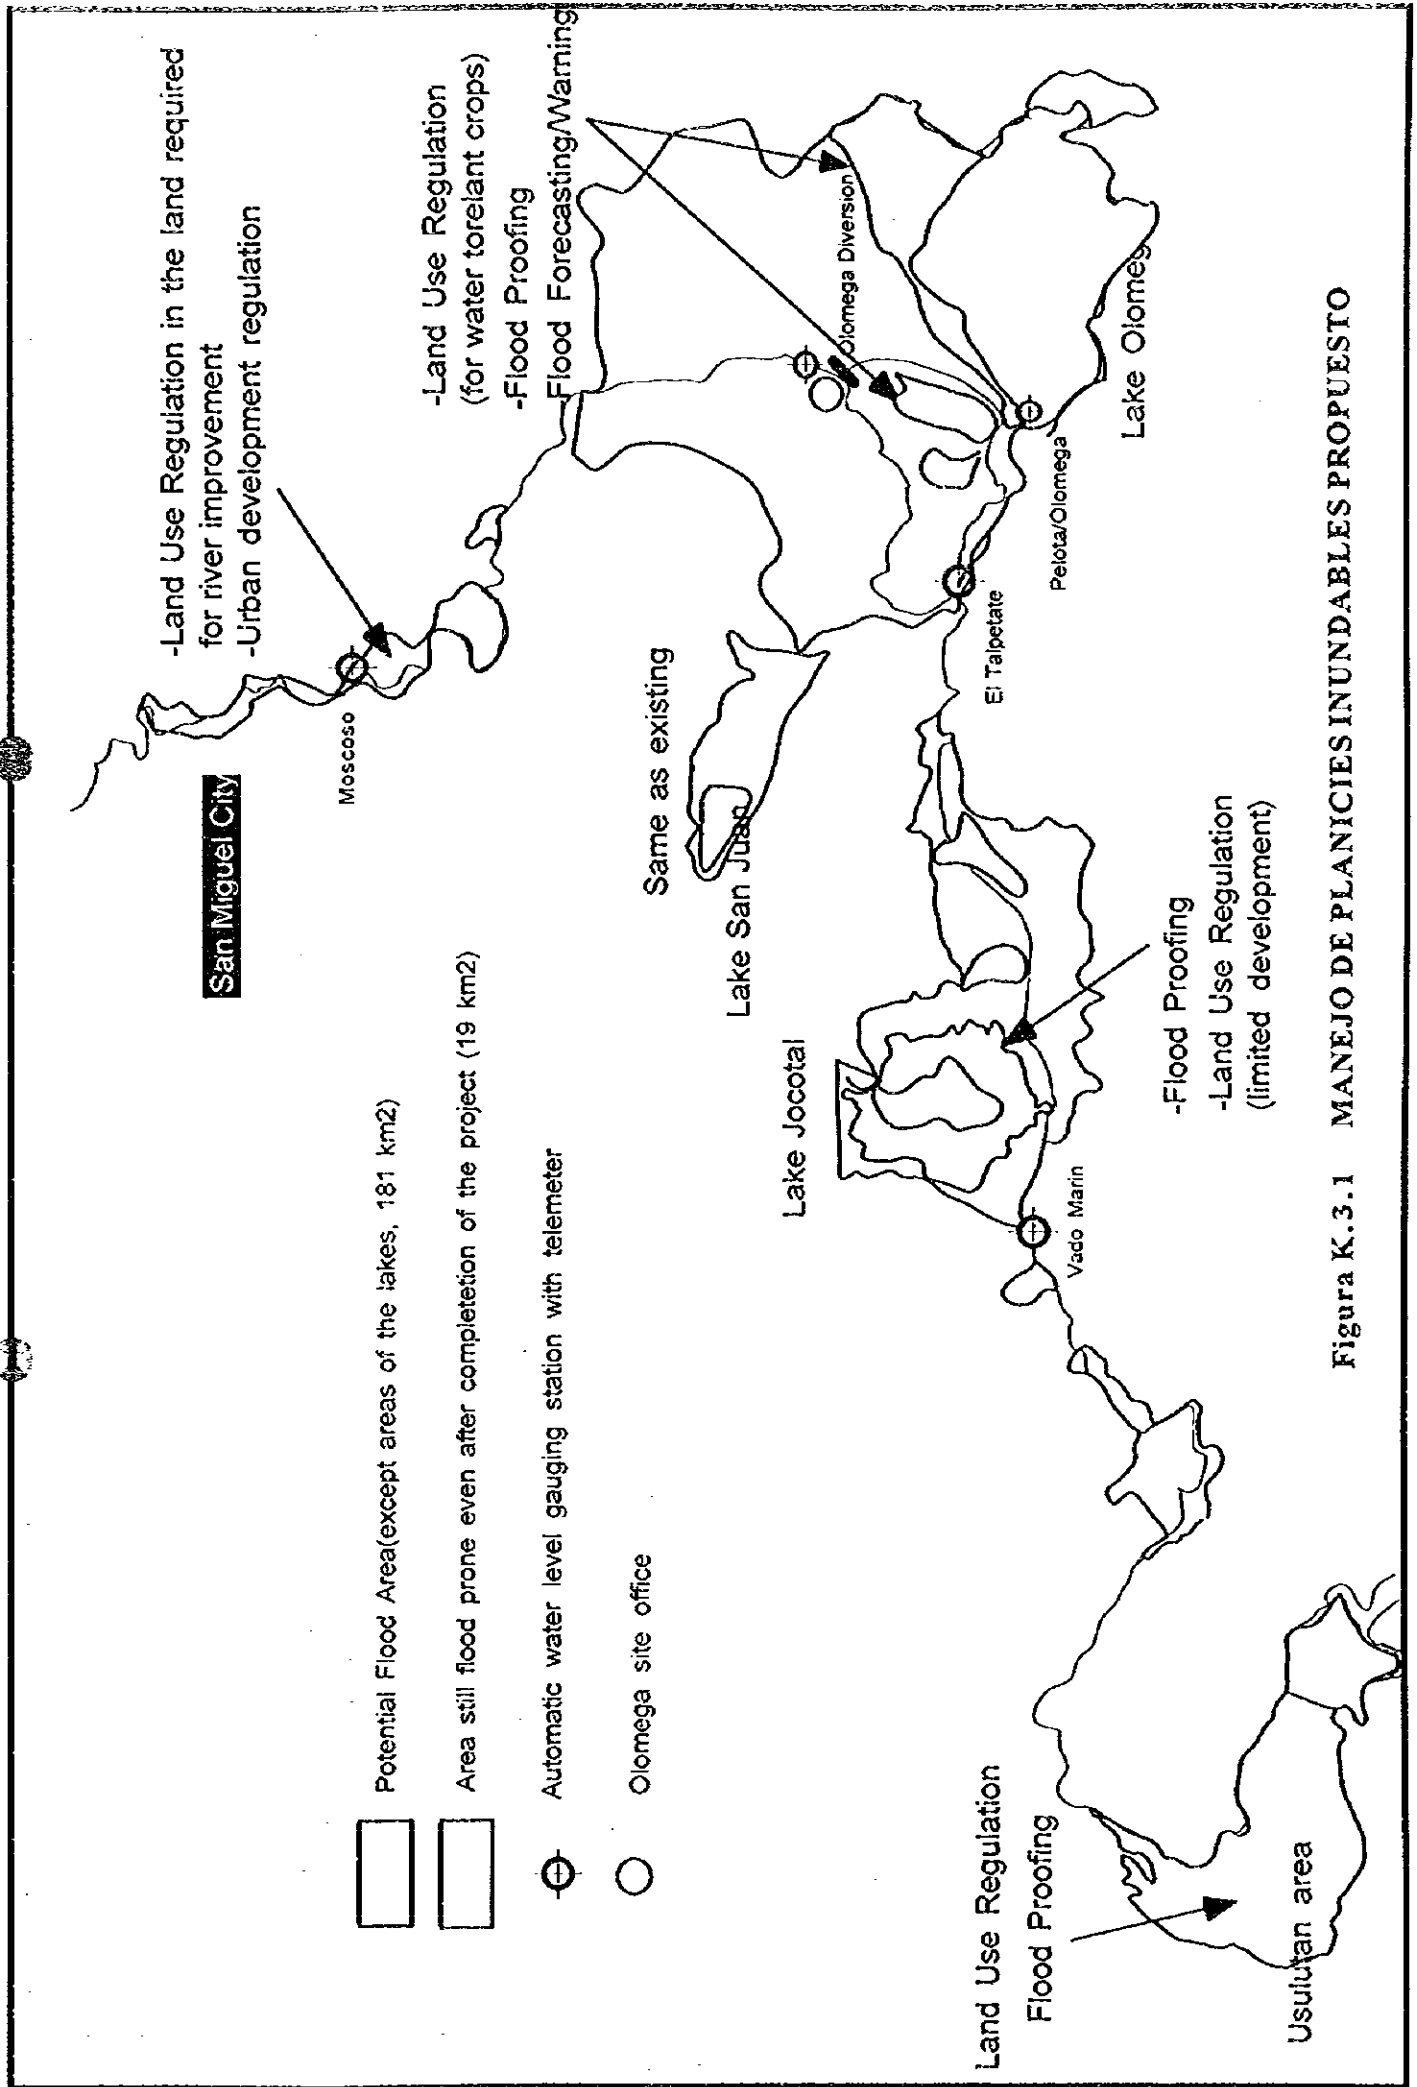 -Land Use Regulation in the land required
for river improvement
-Urban development regulation
San Miguel City
Moscoso
-Land Use Regulation
(for water torelant crops)
-Flood Proofing
Flood Forecasting/Warning
Potential Flood Area(except areas of the lakes, 181 km2)
Area still flood prone even after completetion of the project (19 km2)
Automatic water level gauging station with telemeter
Olomega site office
Same as existing
Lake San Juan
Olomega Diversion
Lake Jocotal
El Talpetate
Pelota/Olomega
Lake Olomeg
Vado Marin
-Flood Proofing
-Land Use Regulation
(limited development)
Land Use Regulation
Flood Proofing
Usulutan area
Figura K.3.1 MANEJO DE PLANICIES INUNDABLES PROPUESTO